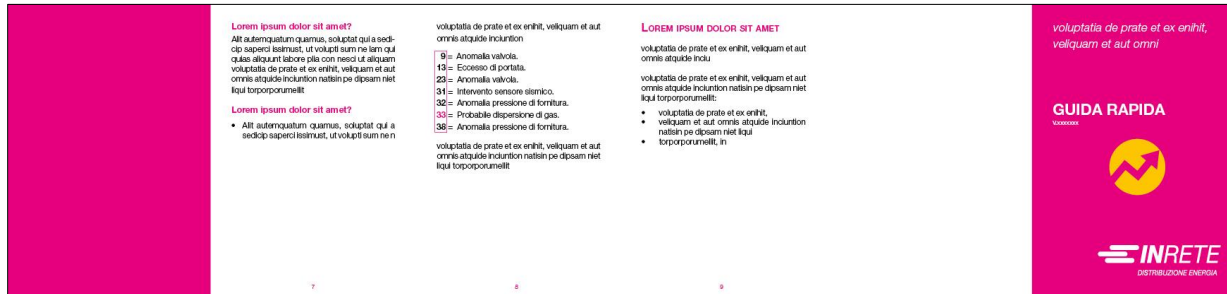 Lorem ipsum dolor sit amet?
Alit autemquatum quamus, soluptat qui a sedi-
cip saperci issimust, ut volupti sum ne lam qui
quias aliquunt labore plia con nesci ut aliquam
voluptatia de prate et ex enihit, veliquam et aut
omnis atquide inciuntion natisin pe dipsam niet
liqui torporporumellit
Lorem ipsum dolor sit amet?
• Alit autemquatum quamus, soluptat qui a
sedicip saperci issimust, ut volupti sum ne n
7
voluptatia de prate et ex enihit, veliquam et aut
omnis atquide inciuntion
9 = Anomalia valvola.
13 = Eccesso di portata.
23 = Anomalia valvola.
31 = Intervento sensore sismico.
32 = Anomalia pressione di fornitura.
33 = Probabile dispersione di gas.
38 = Anomalia pressione di fornitura.
voluptatia de prate et ex enihit, veliquam et aut
omnis atquide inciuntion natisin pe dipsam niet
liqui torporporumellit
8
LOREM IPSUM DOLOR SIT AMET
voluptatia de prate et ex enihit, veliquam et aut
omnis atquide inciu
voluptatia de prate et ex enihit, veliquam et aut
omnis atquide inciuntion natisin pe dipsam niet
liqui torporporumellit:
• voluptatia de prate et ex enihit,
• veliquam et aut omnis atquide inciuntion
natisin pe dipsam niet liqui
• torporporumellit, in
9
voluptatia de prate et ex enihit,
veliquam et aut omni
GUIDA RAPIDA
INRETE
DISTRIBUZIONE ENERGIA